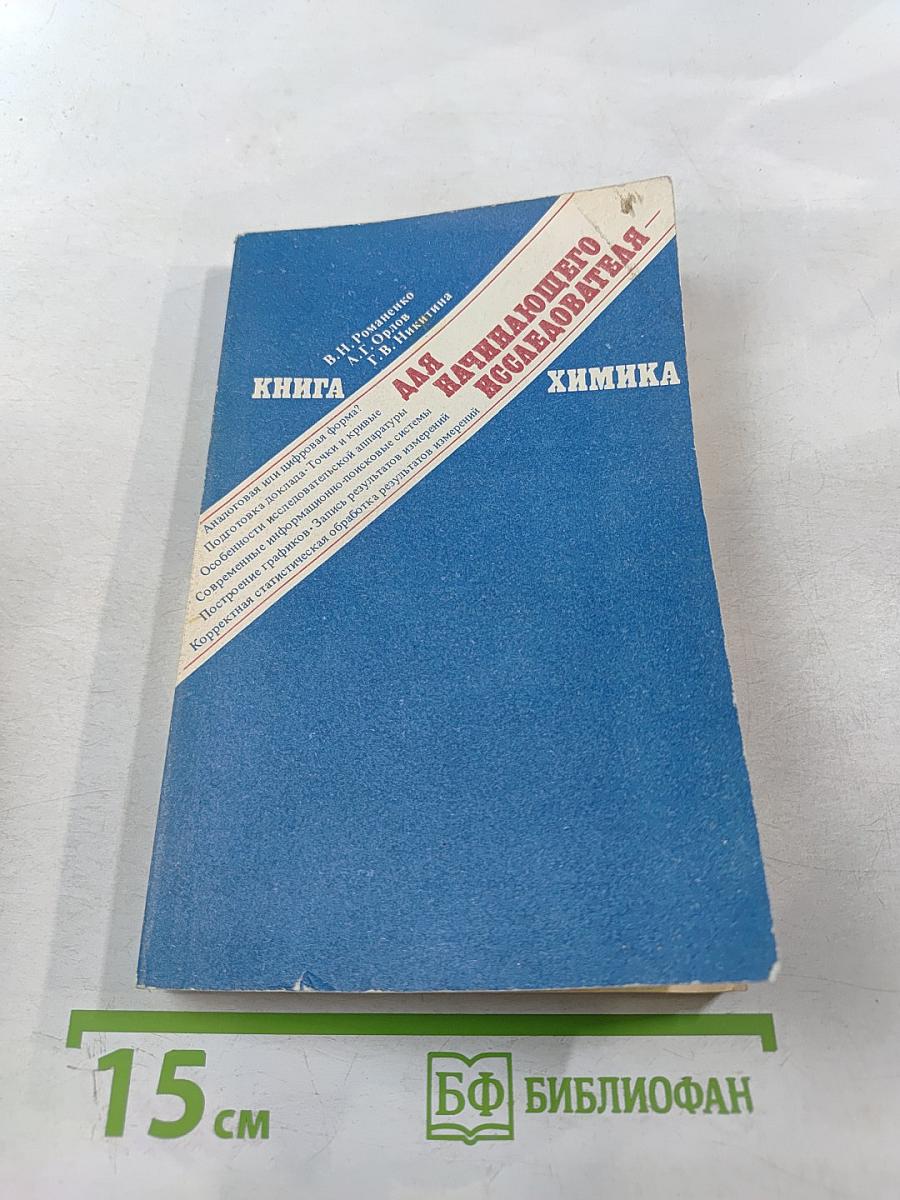 В.Н. Романенко
А.Г. Орлов
Г.В. Никитина
КНИГА
ДЛЯ
НАЧИНАЮЩЕГО
ИССЛЕДОВАТЕЛЯ –
ХИМИКА
Аналоговая или цифровая форма?
Подготовка доклада · Точки и кривые
Особенности исследовательской аппаратуры
Современные информационно-поисковые системы
Построение графиков · Запись результатов измерений
Корректная статистическая обработка результатов измерений
15 см
БФ БИБЛИОФАН